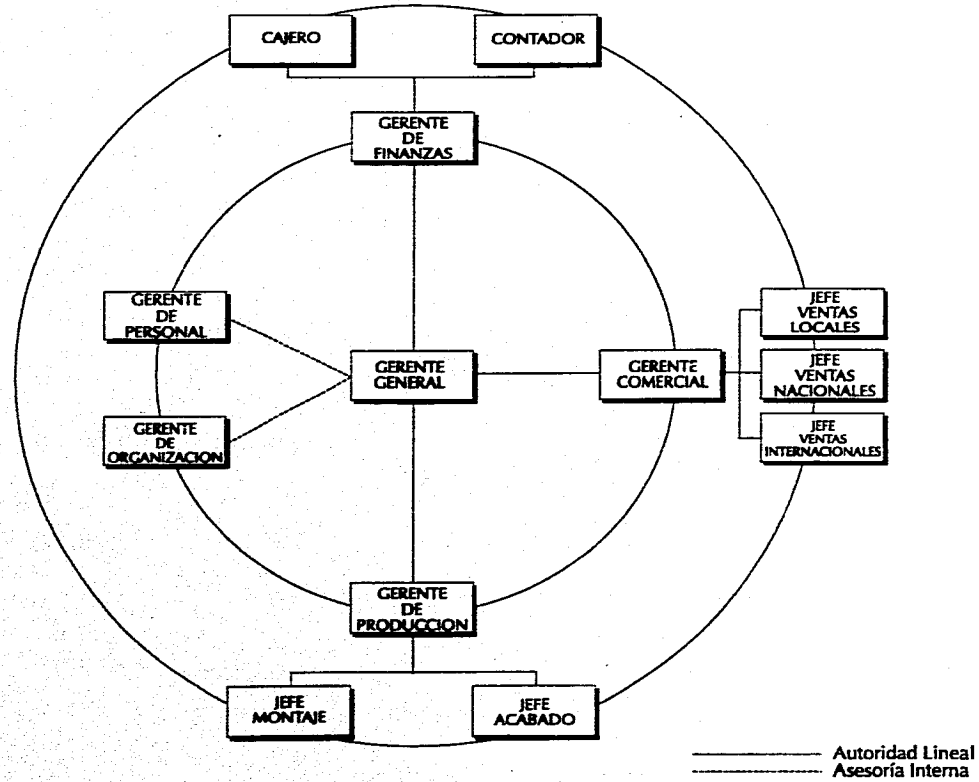 CAJERO
CONTADOR
GERENTE
DE
FINANZAS
GERENTE
DE
PERSONAL
GERENTE
GENERAL
GERENTE
COMERCIAL
JEFE
VENTAS
LOCALES
JEFE
VENTAS
NACIONALES
JEFE
VENTAS
INTERNACIONALES
GERENTE
DE
ORGANIZACION
GERENTE
DE
PRODUCCION
JEFE
MONTAJE
JEFE
ACABADO
Autoridad Lineal
Asesoría Interna